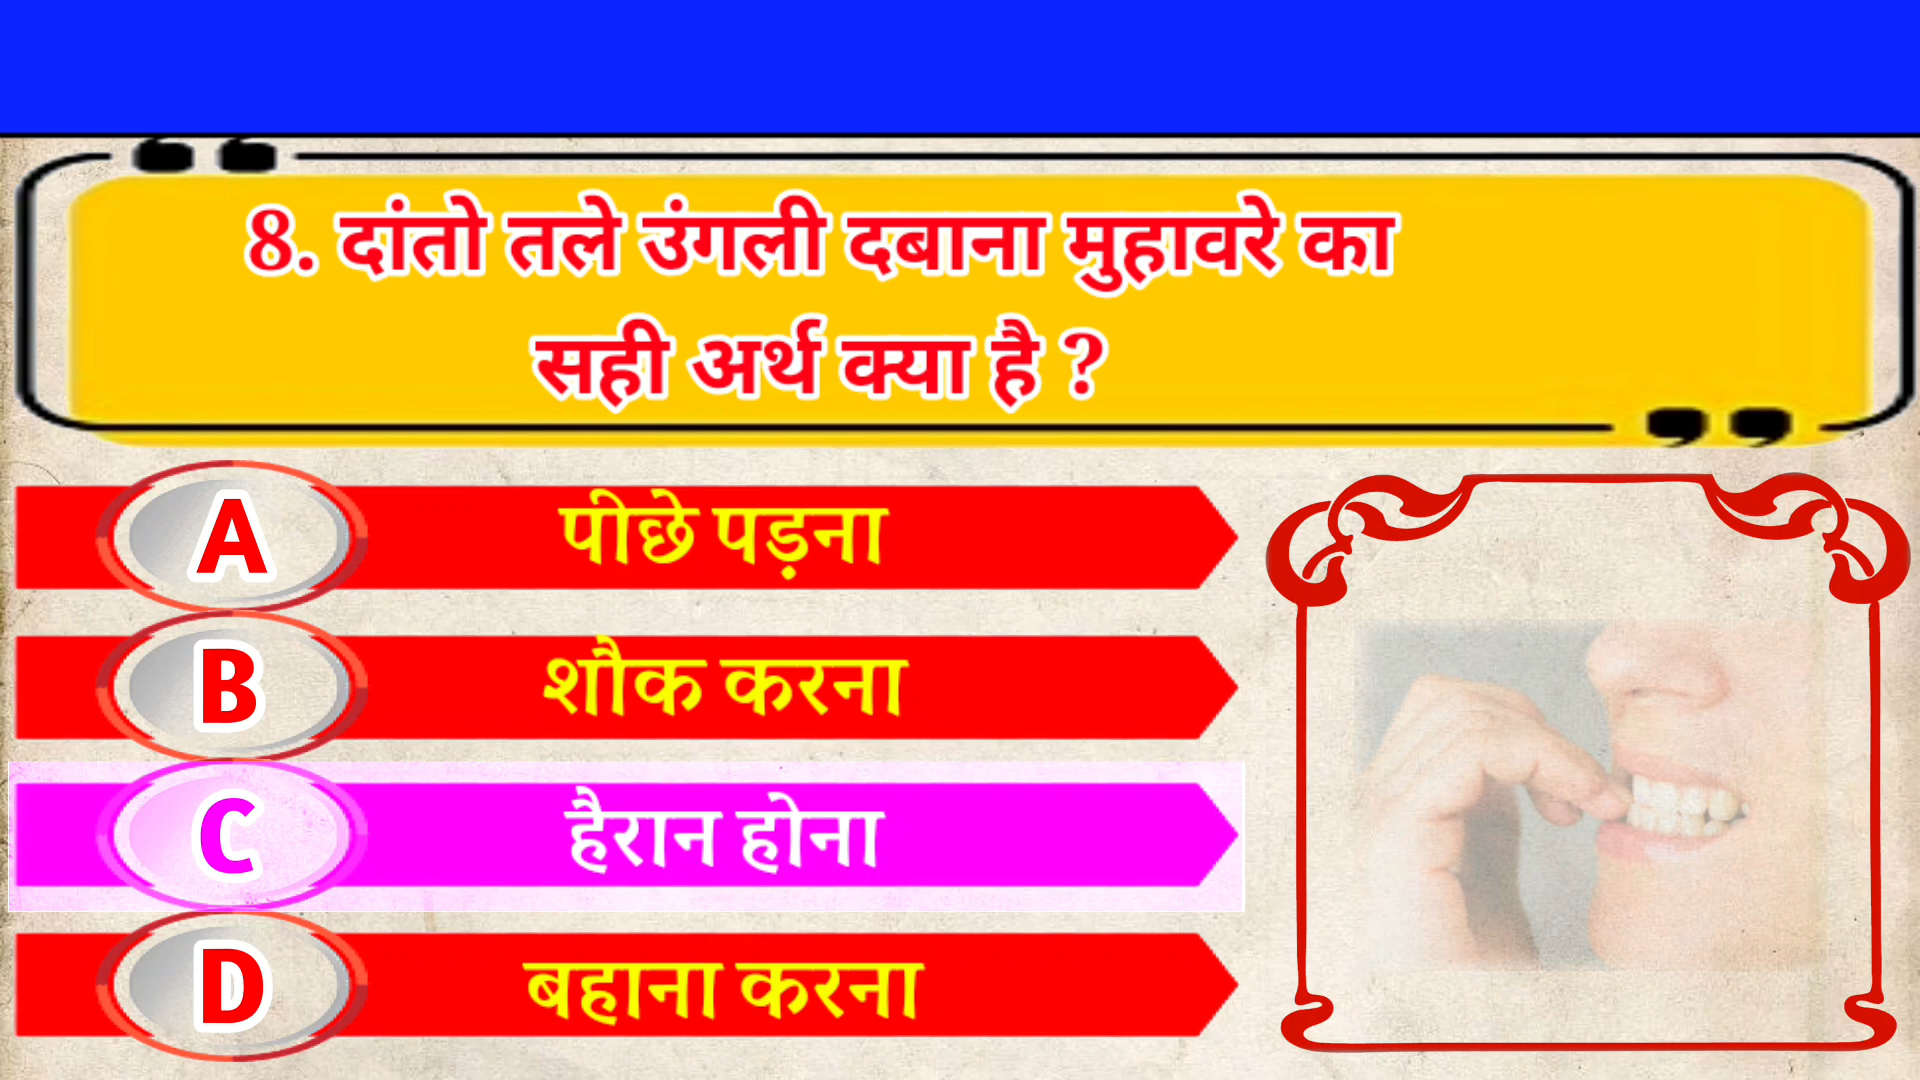 8. दांतो तले उंगली दबाना मुहावरे का
सही अर्थ क्या है ?
A पीछे पड़ना
B शौक करना
C हैरान होना
D बहाना करना